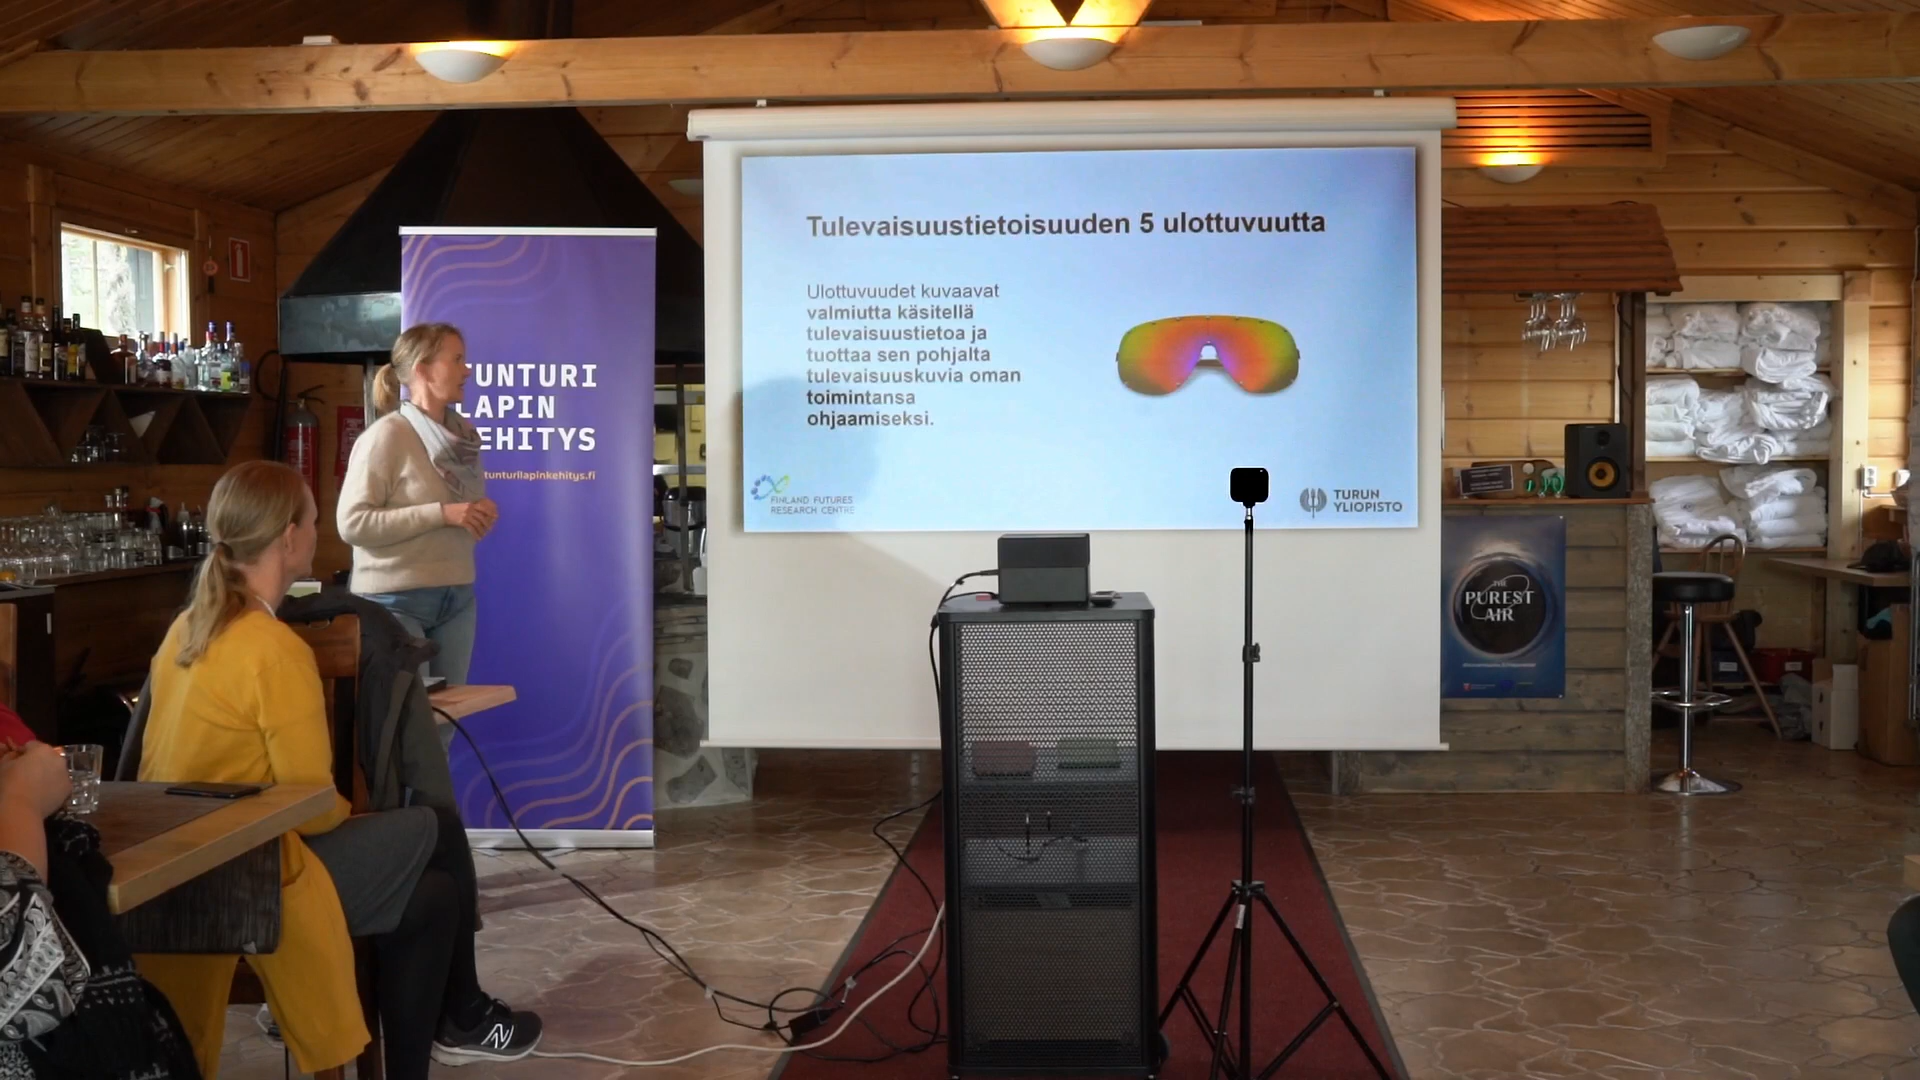 TUNTURI
LAPIN
KEHITYS
tunturilapinkehitys.fi
Tulevaisuustietoisuuden 5 ulottuvuutta
Ulottuvuudet kuvaavat
valmiutta käsitellä
tulevaisuustietoa ja
tuottaa sen pohjalta
tulevaisuuskuvia oman
toimintansa
ohjaamiseksi.
FINLAND FUTURES
RESEARCH CENTRE
TURUN
YLIOPISTO
THE
PUREST
AIR